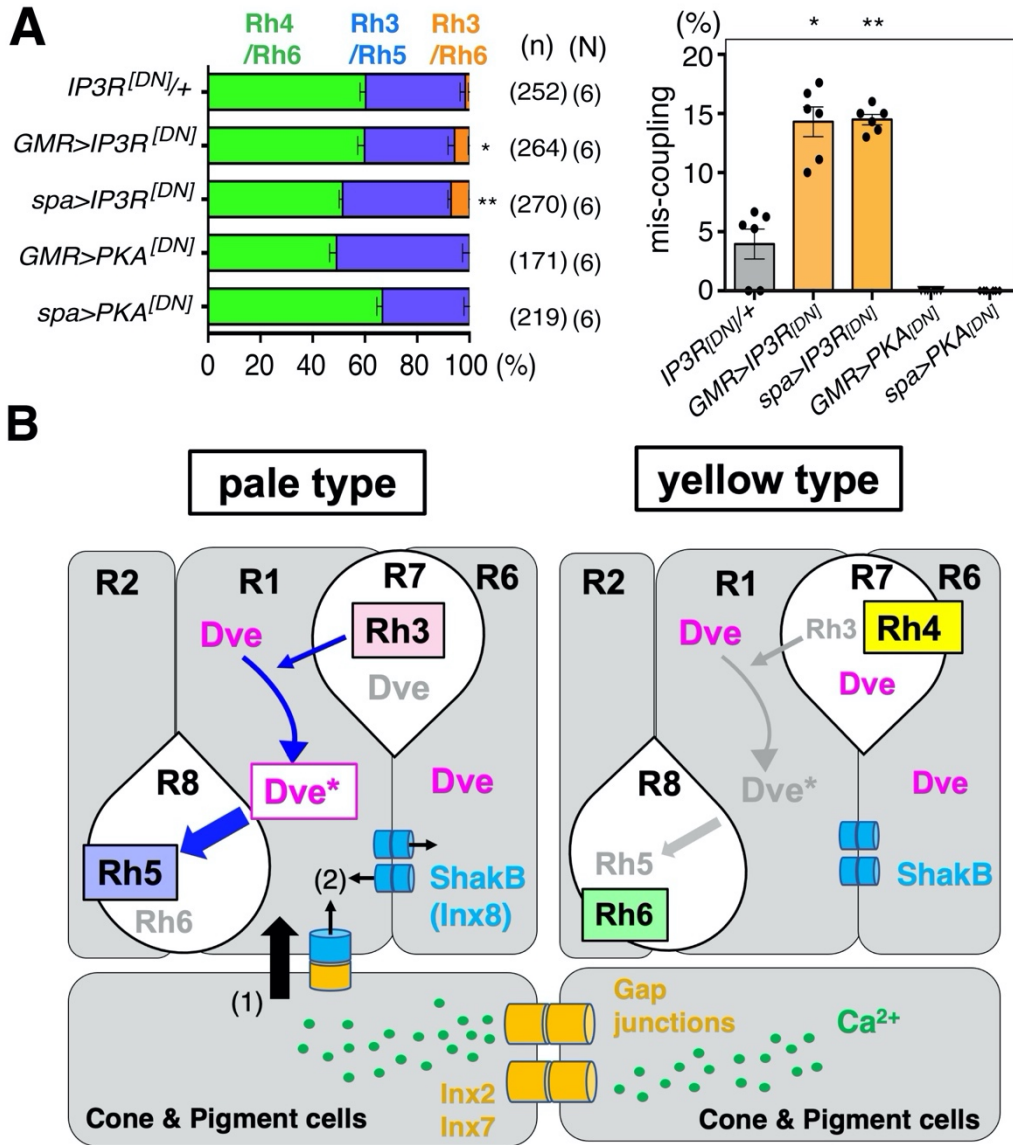 A
Rh4
/Rh6
Rh3
/Rh5
Rh3
/Rh6
(n) (N)
IP3R[DN]/+
(252) (6)
GMR>IP3R[DN]
*
(264) (6)
spa>IP3R[DN]
**
(270) (6)
GMR>PKA[DN]
(171) (6)
spa>PKA[DN]
(219) (6)
0 20 40 60 80 100 (%)
(%)
* **
20
15
10
5
0
mis-coupling
IP3R[DN]/+
GMR>IP3R[DN]
spa>IP3R[DN]
GMR>PKA[DN]
spa>PKA[DN]
B
pale type
R2 R1 R7 R6
Dve
Rh3
Dve
R8
Dve*
Dve
Rh5
Rh6
(2)
ShakB
(Inx8)
(1)
yellow type
R2 R1 R7 R6
Dve
Rh3
Rh4
Dve
R8
Dve*
Dve
Rh5
Rh6
ShakB
Gap
junctions
Ca2+
Inx2
Inx7
Cone & Pigment cells
Cone & Pigment cells